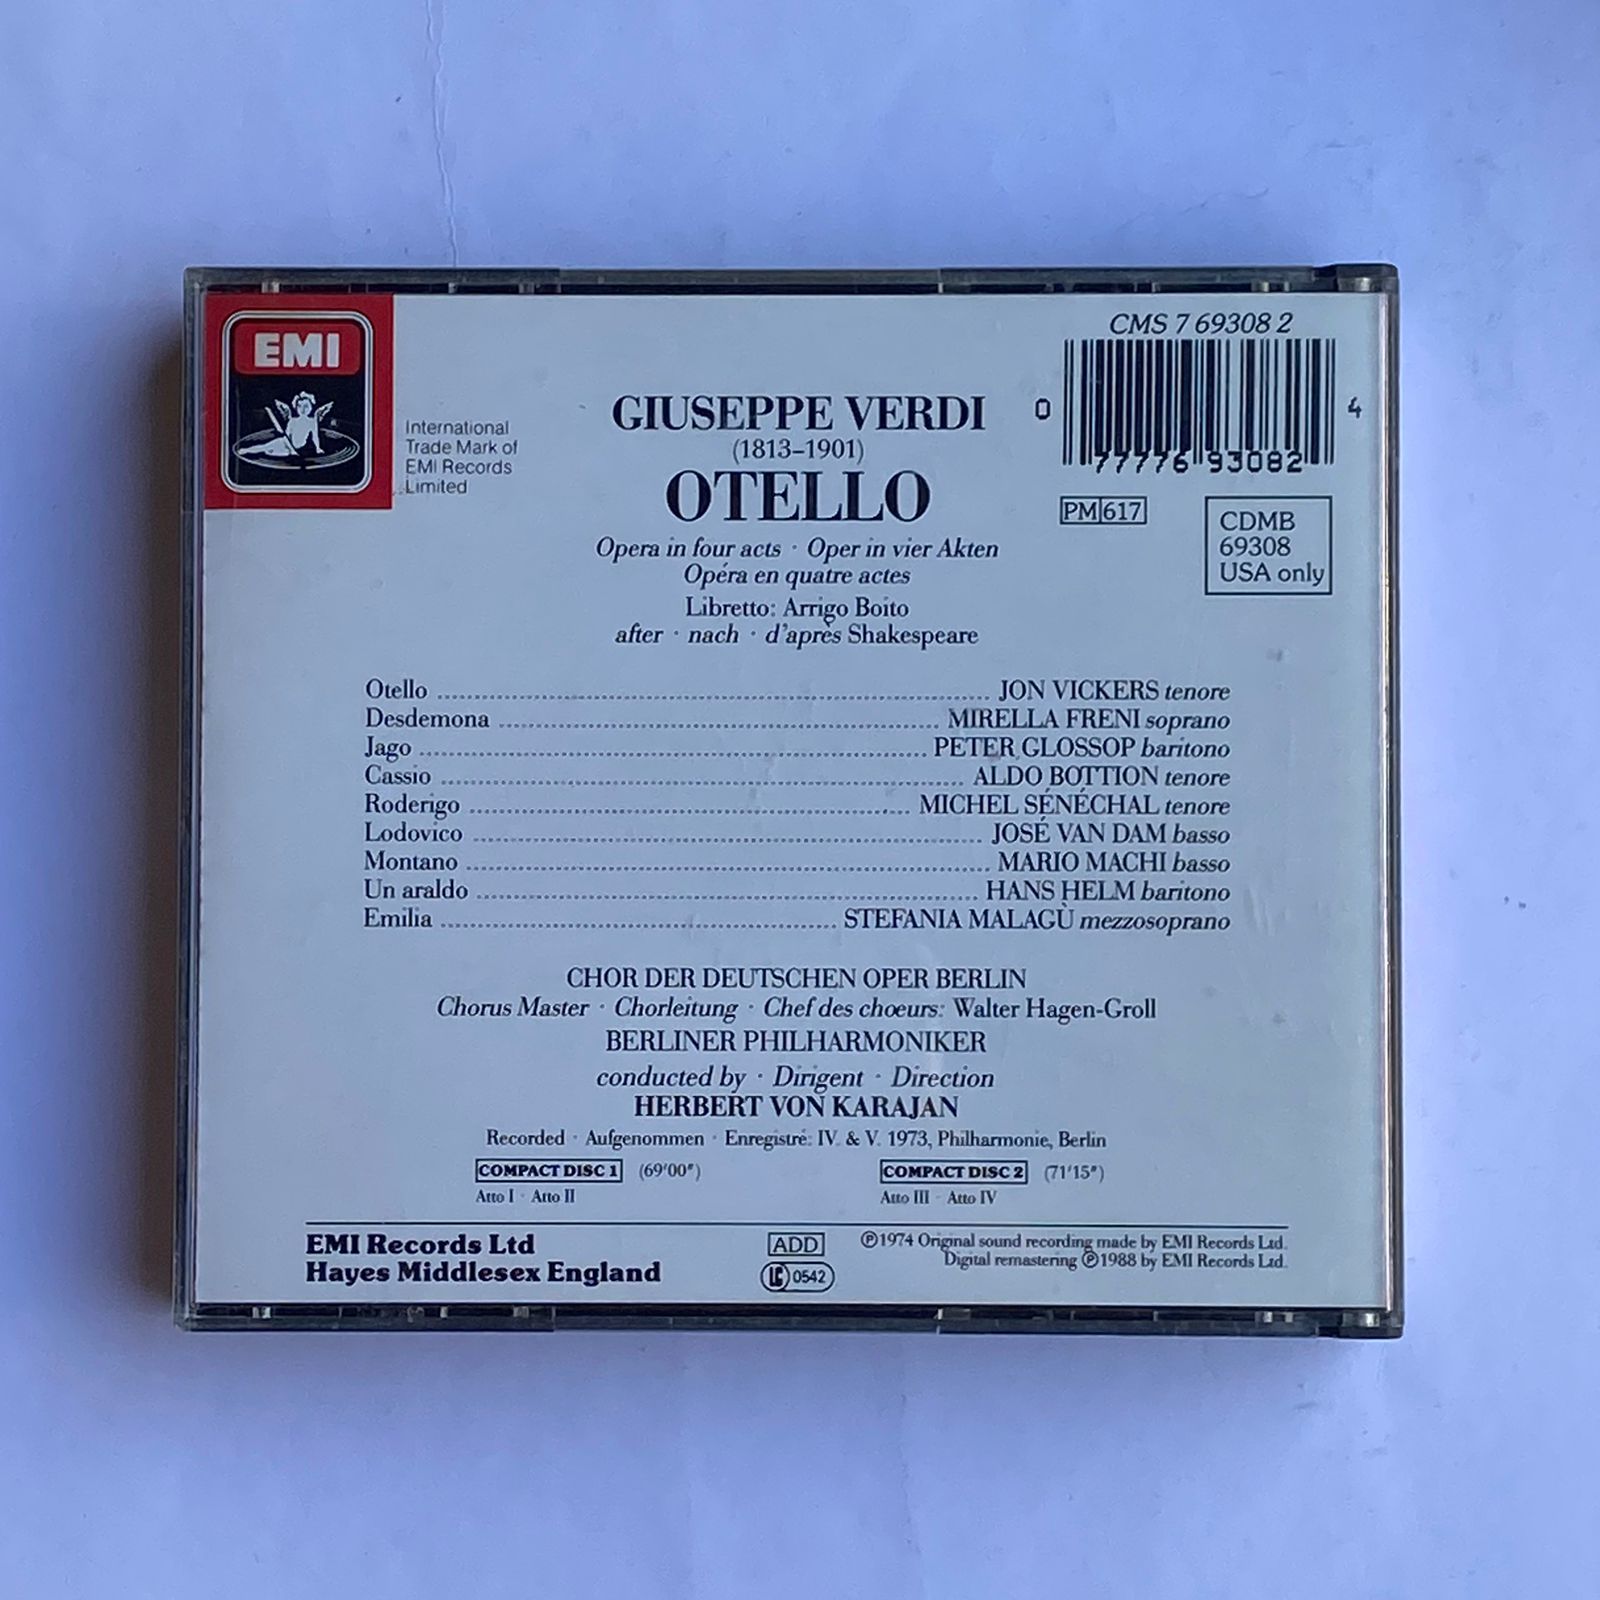 EMI
International
Trade Mark of
EMI Records
Limited
CMS 7 69308 2
0 77776 93082 4
PM 617
CDMB
69308
USA only
GIUSEPPE VERDI
(1813–1901)
OTELLO
Opera in four acts · Oper in vier Akten
Opéra en quatre actes
Libretto: Arrigo Boito
after · nach · d'après Shakespeare
Otello ........ JON VICKERS tenore
Desdemona ........ MIRELLA FRENI soprano
Jago ........ PETER GLOSSOP baritono
Cassio ........ ALDO BOTTION tenore
Roderigo ........ MICHEL SÉNÉCHAL tenore
Lodovico ........ JOSÉ VAN DAM basso
Montano ........ MARIO MACHI basso
Un araldo ........ HANS HELM baritono
Emilia ........ STEFANIA MALAGÙ mezzosoprano
CHOR DER DEUTSCHEN OPER BERLIN
Chorus Master · Chorleitung · Chef des chœurs: Walter Hagen-Groll
BERLINER PHILHARMONIKER
conducted by · Dirigent · Direction
HERBERT VON KARAJAN
Recorded · Aufgenommen · Enregistré: IV. & V. 1973, Philharmonie, Berlin
COMPACT DISC 1 (69'00")
Atto I · Atto II
COMPACT DISC 2 (71'15")
Atto III · Atto IV
EMI Records Ltd
Hayes Middlesex England
ADD
LC 0542
℗1974 Original sound recording made by EMI Records Ltd.
Digital remastering ℗1988 by EMI Records Ltd.